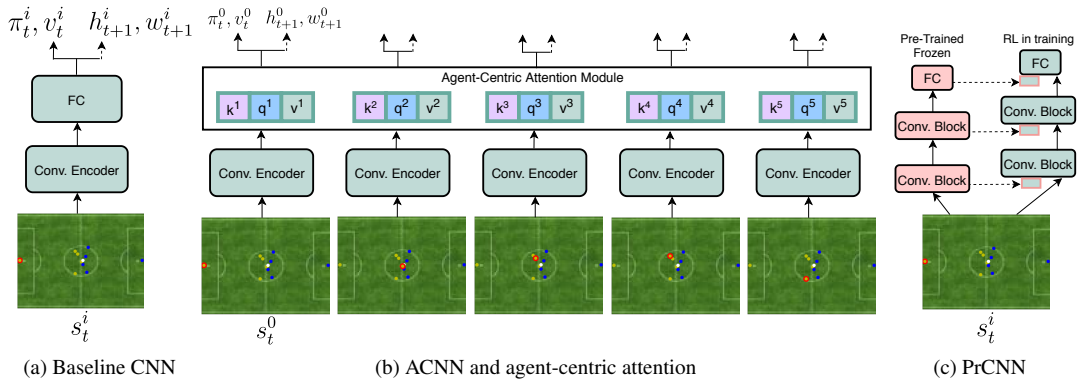 π_t^i, v_t^i h_{t+1}^i, w_{t+1}^i
FC
Conv. Encoder
s_t^i
(a) Baseline CNN
π_t^0, v_t^0 h_{t+1}^0, w_{t+1}^0
Agent-Centric Attention Module
k^1 q^1 v^1 k^2 q^2 v^2 k^3 q^3 v^3 k^4 q^4 v^4 k^5 q^5 v^5
Conv. Encoder Conv. Encoder Conv. Encoder Conv. Encoder Conv. Encoder
s_t^0
(b) ACNN and agent-centric attention
Pre-Trained
Frozen
RL in training
FC
FC
Conv. Block
Conv. Block
Conv. Block
Conv. Block
s_t^i
(c) PrCNN